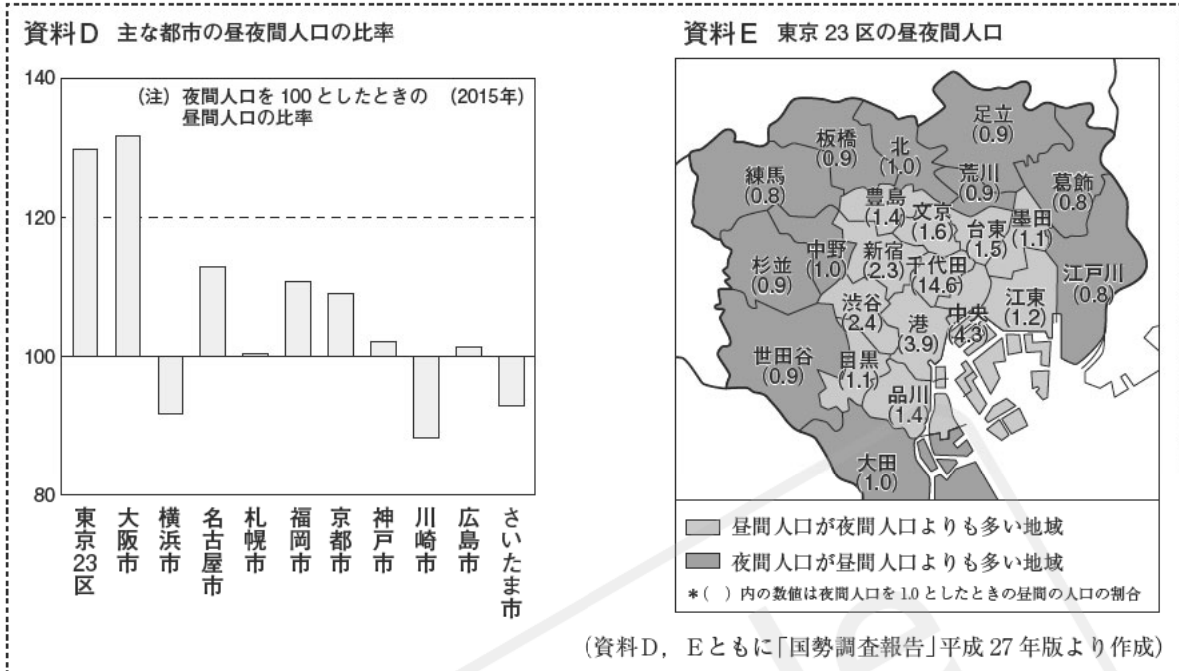 資料D 主な都市の昼夜間人口の比率
140
120
100
80
(注) 夜間人口を100としたときの (2015年)
昼間人口の比率
東京23区
大阪市
横浜市
名古屋市
札幌市
福岡市
京都市
神戸市
川崎市
広島市
さいたま市
資料E 東京23区の昼夜間人口
足立
(0.9)
板橋
(0.9)
北
(1.0)
練馬
(0.8)
荒川
(0.9)
葛飾
(0.8)
豊島
(1.4)
文京
(1.6)
台東
(1.5)
墨田
(1.1)
中野
(1.0)
新宿
(2.3)
千代田
(14.6)
杉並
(0.9)
江戸川
(0.8)
江東
(1.2)
渋谷
(2.4)
港
(3.9)
中央
(4.3)
世田谷
(0.9)
目黒
(1.1)
品川
(1.4)
大田
(1.0)
昼間人口が夜間人口よりも多い地域
夜間人口が昼間人口よりも多い地域
*( )内の数値は夜間人口を1.0としたときの昼間の人口の割合
(資料D, Eともに「国勢調査報告」平成27年版より作成)